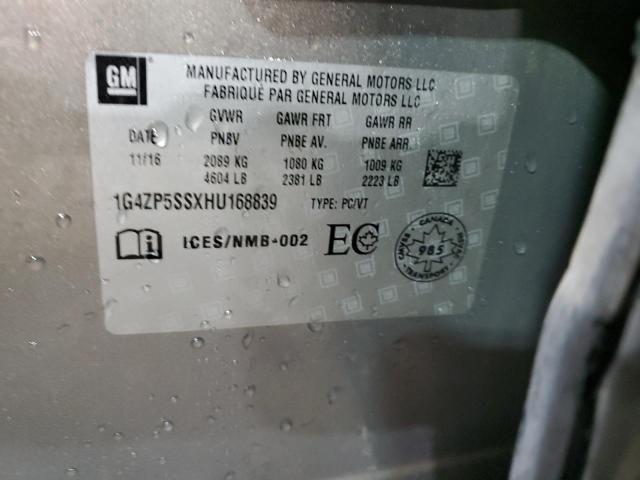 GM
MANUFACTURED BY GENERAL MOTORS LLC
FABRIQUÉ PAR GENERAL MOTORS LLC
GVWR GAWR FRT GAWR RR
DATE PNBV PNBE AV. PNBE ARR.
11/16 2089 KG 1080 KG 1009 KG
4604 LB 2381 LB 2223 LB
1G4ZP5SSXHU168839 TYPE: PC/VT
i ICES/NMB-002 EC
CANADA
985
TRANSPORT